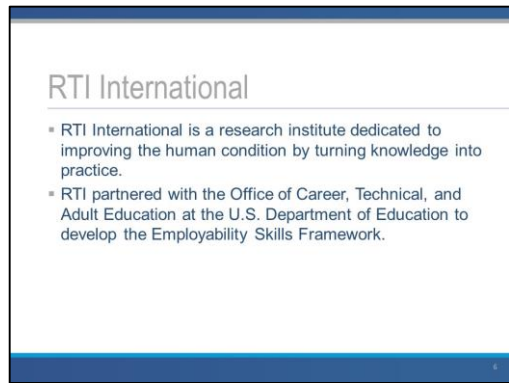 RTI International
▪ RTI International is a research institute dedicated to
improving the human condition by turning knowledge into
practice.
▪ RTI partnered with the Office of Career, Technical, and
Adult Education at the U.S. Department of Education to
develop the Employability Skills Framework.
6